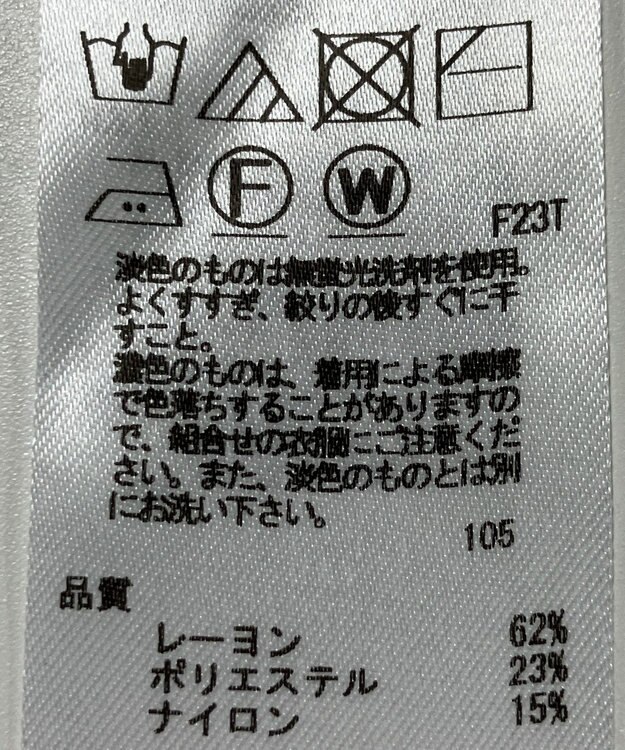 F W
F23T
淡色のものは無蛍光洗剤を使用。
よくすすぎ、絞りの後すぐに干
すこと。
濃色のものは、着用による摩擦
で色落ちすることがありますの
で、組合せの衣服にご注意くだ
さい。また、淡色のものとは別
にお洗い下さい。
105
品質
レーヨン 62%
ポリエステル 23%
ナイロン 15%